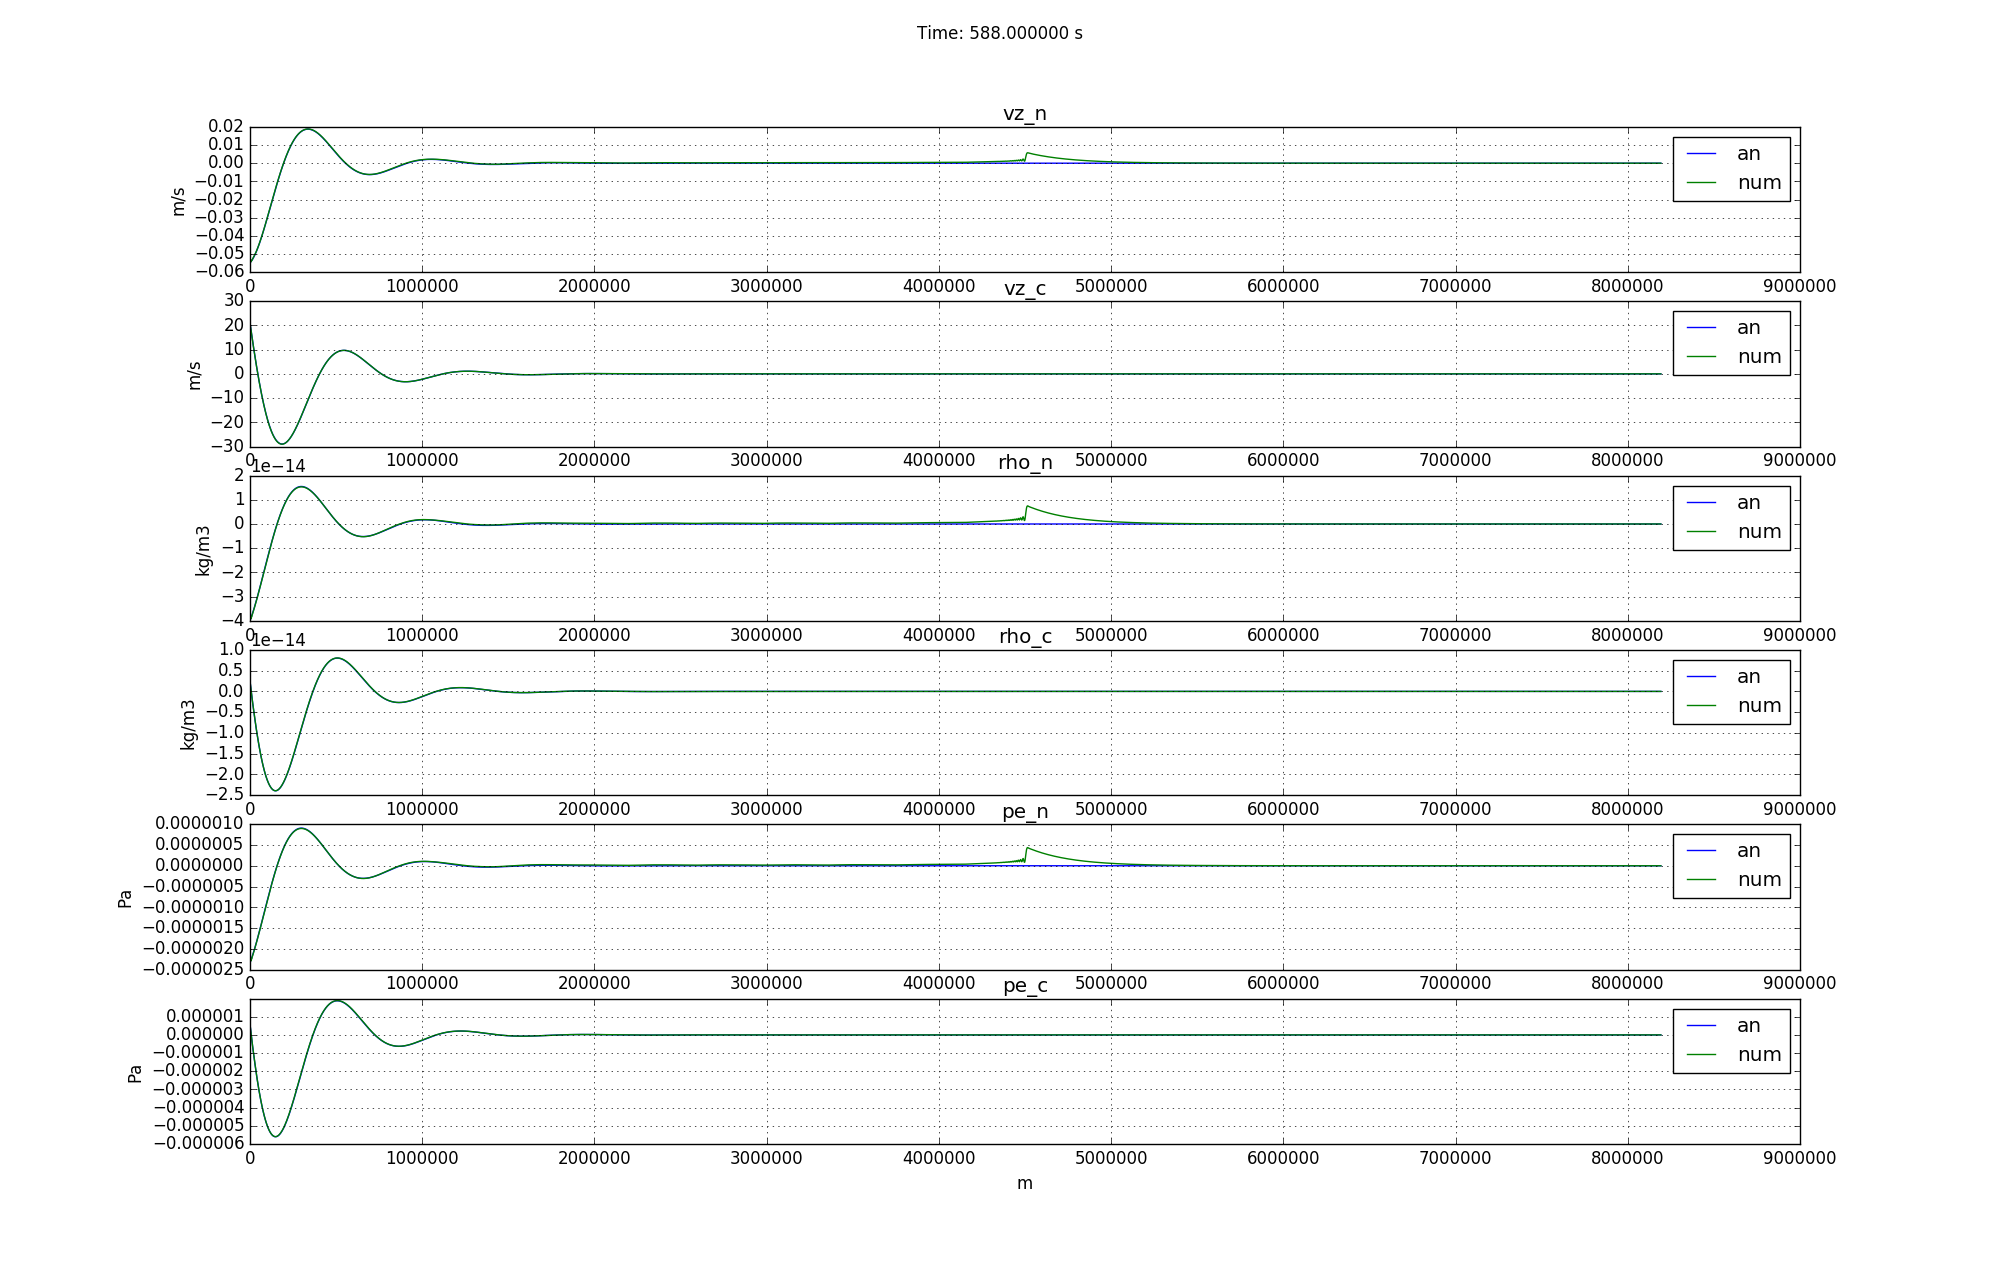 Time: 588.000000 s
vz_n
0.02
0.01
0.00
−0.01
−0.02
−0.03
−0.04
−0.05
−0.06
m/s
an
num
0 1000000 2000000 3000000 4000000 5000000 6000000 7000000 8000000 9000000
vz_c
30
20
10
0
−10
−20
−30
m/s
an
num
0 1000000 2000000 3000000 4000000 5000000 6000000 7000000 8000000 9000000
1e−14
rho_n
2
1
0
−1
−2
−3
−4
kg/m3
an
num
0 1000000 2000000 3000000 4000000 5000000 6000000 7000000 8000000 9000000
1e−14
rho_c
1.0
0.5
0.0
−0.5
−1.0
−1.5
−2.0
−2.5
kg/m3
an
num
0 1000000 2000000 3000000 4000000 5000000 6000000 7000000 8000000 9000000
pe_n
0.0000010
0.0000005
0.0000000
−0.0000005
−0.0000010
−0.0000015
−0.0000020
−0.0000025
Pa
an
num
0 1000000 2000000 3000000 4000000 5000000 6000000 7000000 8000000 9000000
pe_c
0.000001
0.000000
−0.000001
−0.000002
−0.000003
−0.000004
−0.000005
−0.000006
Pa
an
num
0 1000000 2000000 3000000 4000000 5000000 6000000 7000000 8000000 9000000
m